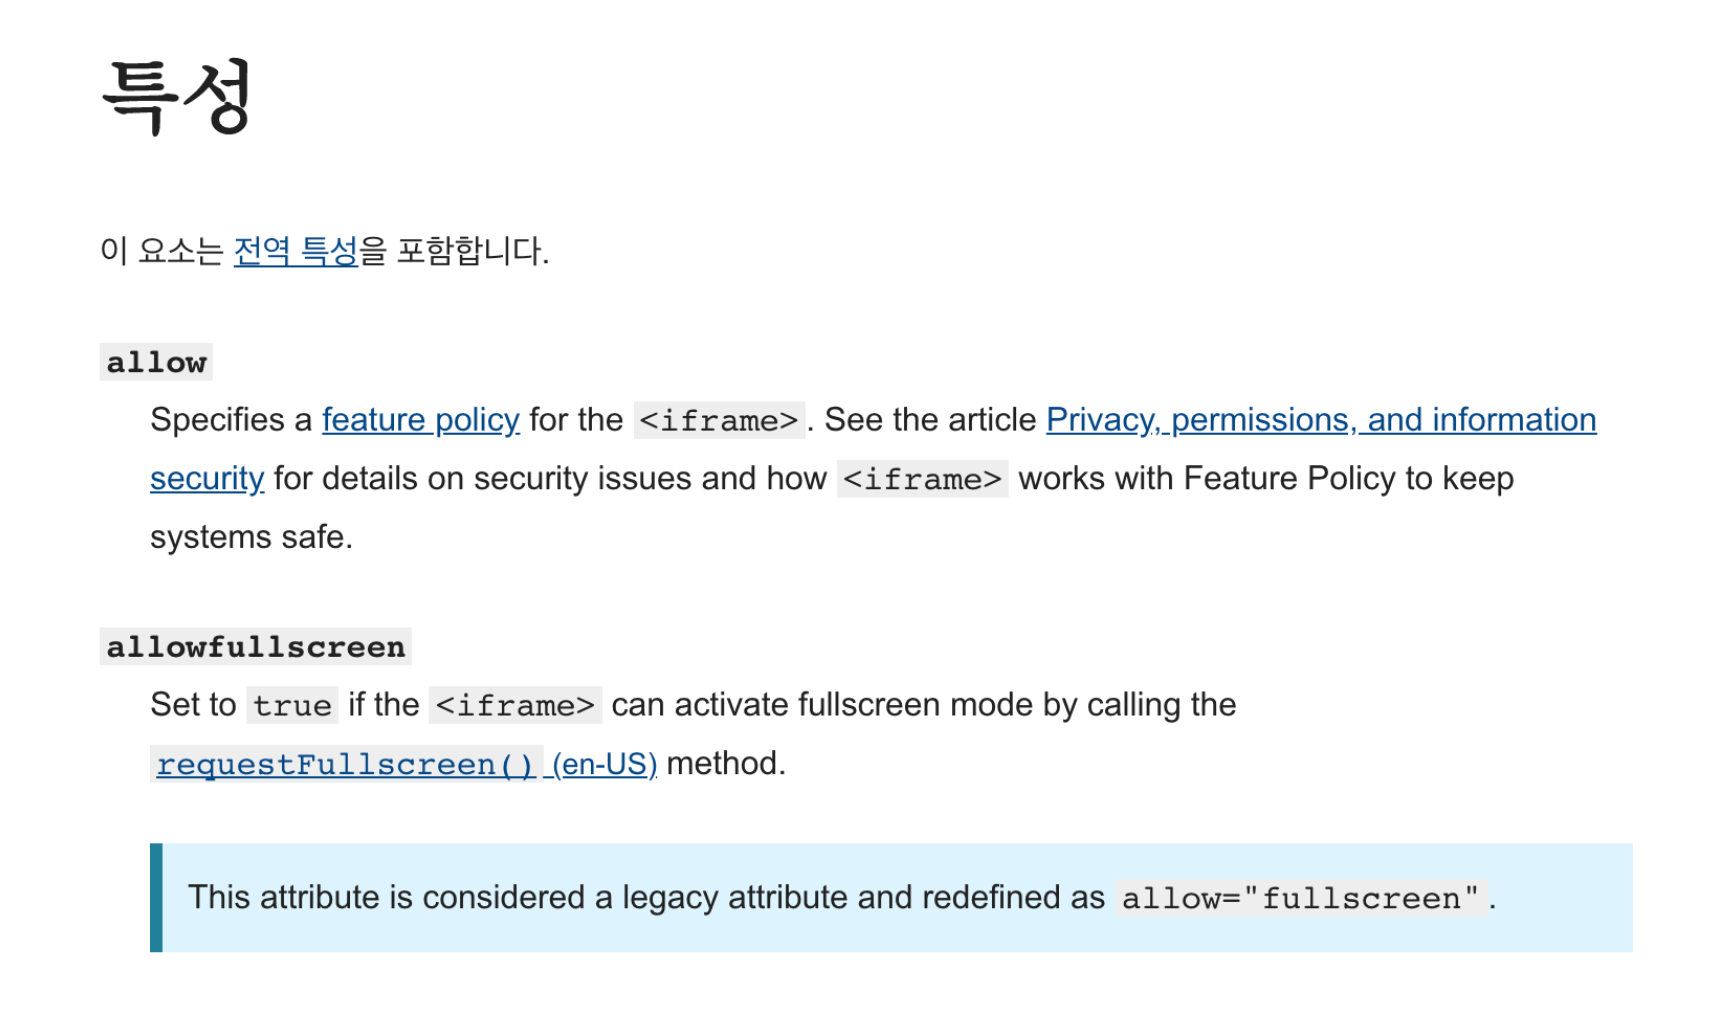 특성
이 요소는 전역 특성을 포함합니다.
allow
Specifies a feature policy for the <iframe>. See the article Privacy, permissions, and information
security for details on security issues and how <iframe> works with Feature Policy to keep
systems safe.
allowfullscreen
Set to true if the <iframe> can activate fullscreen mode by calling the
requestFullscreen() (en-US) method.
This attribute is considered a legacy attribute and redefined as allow="fullscreen".